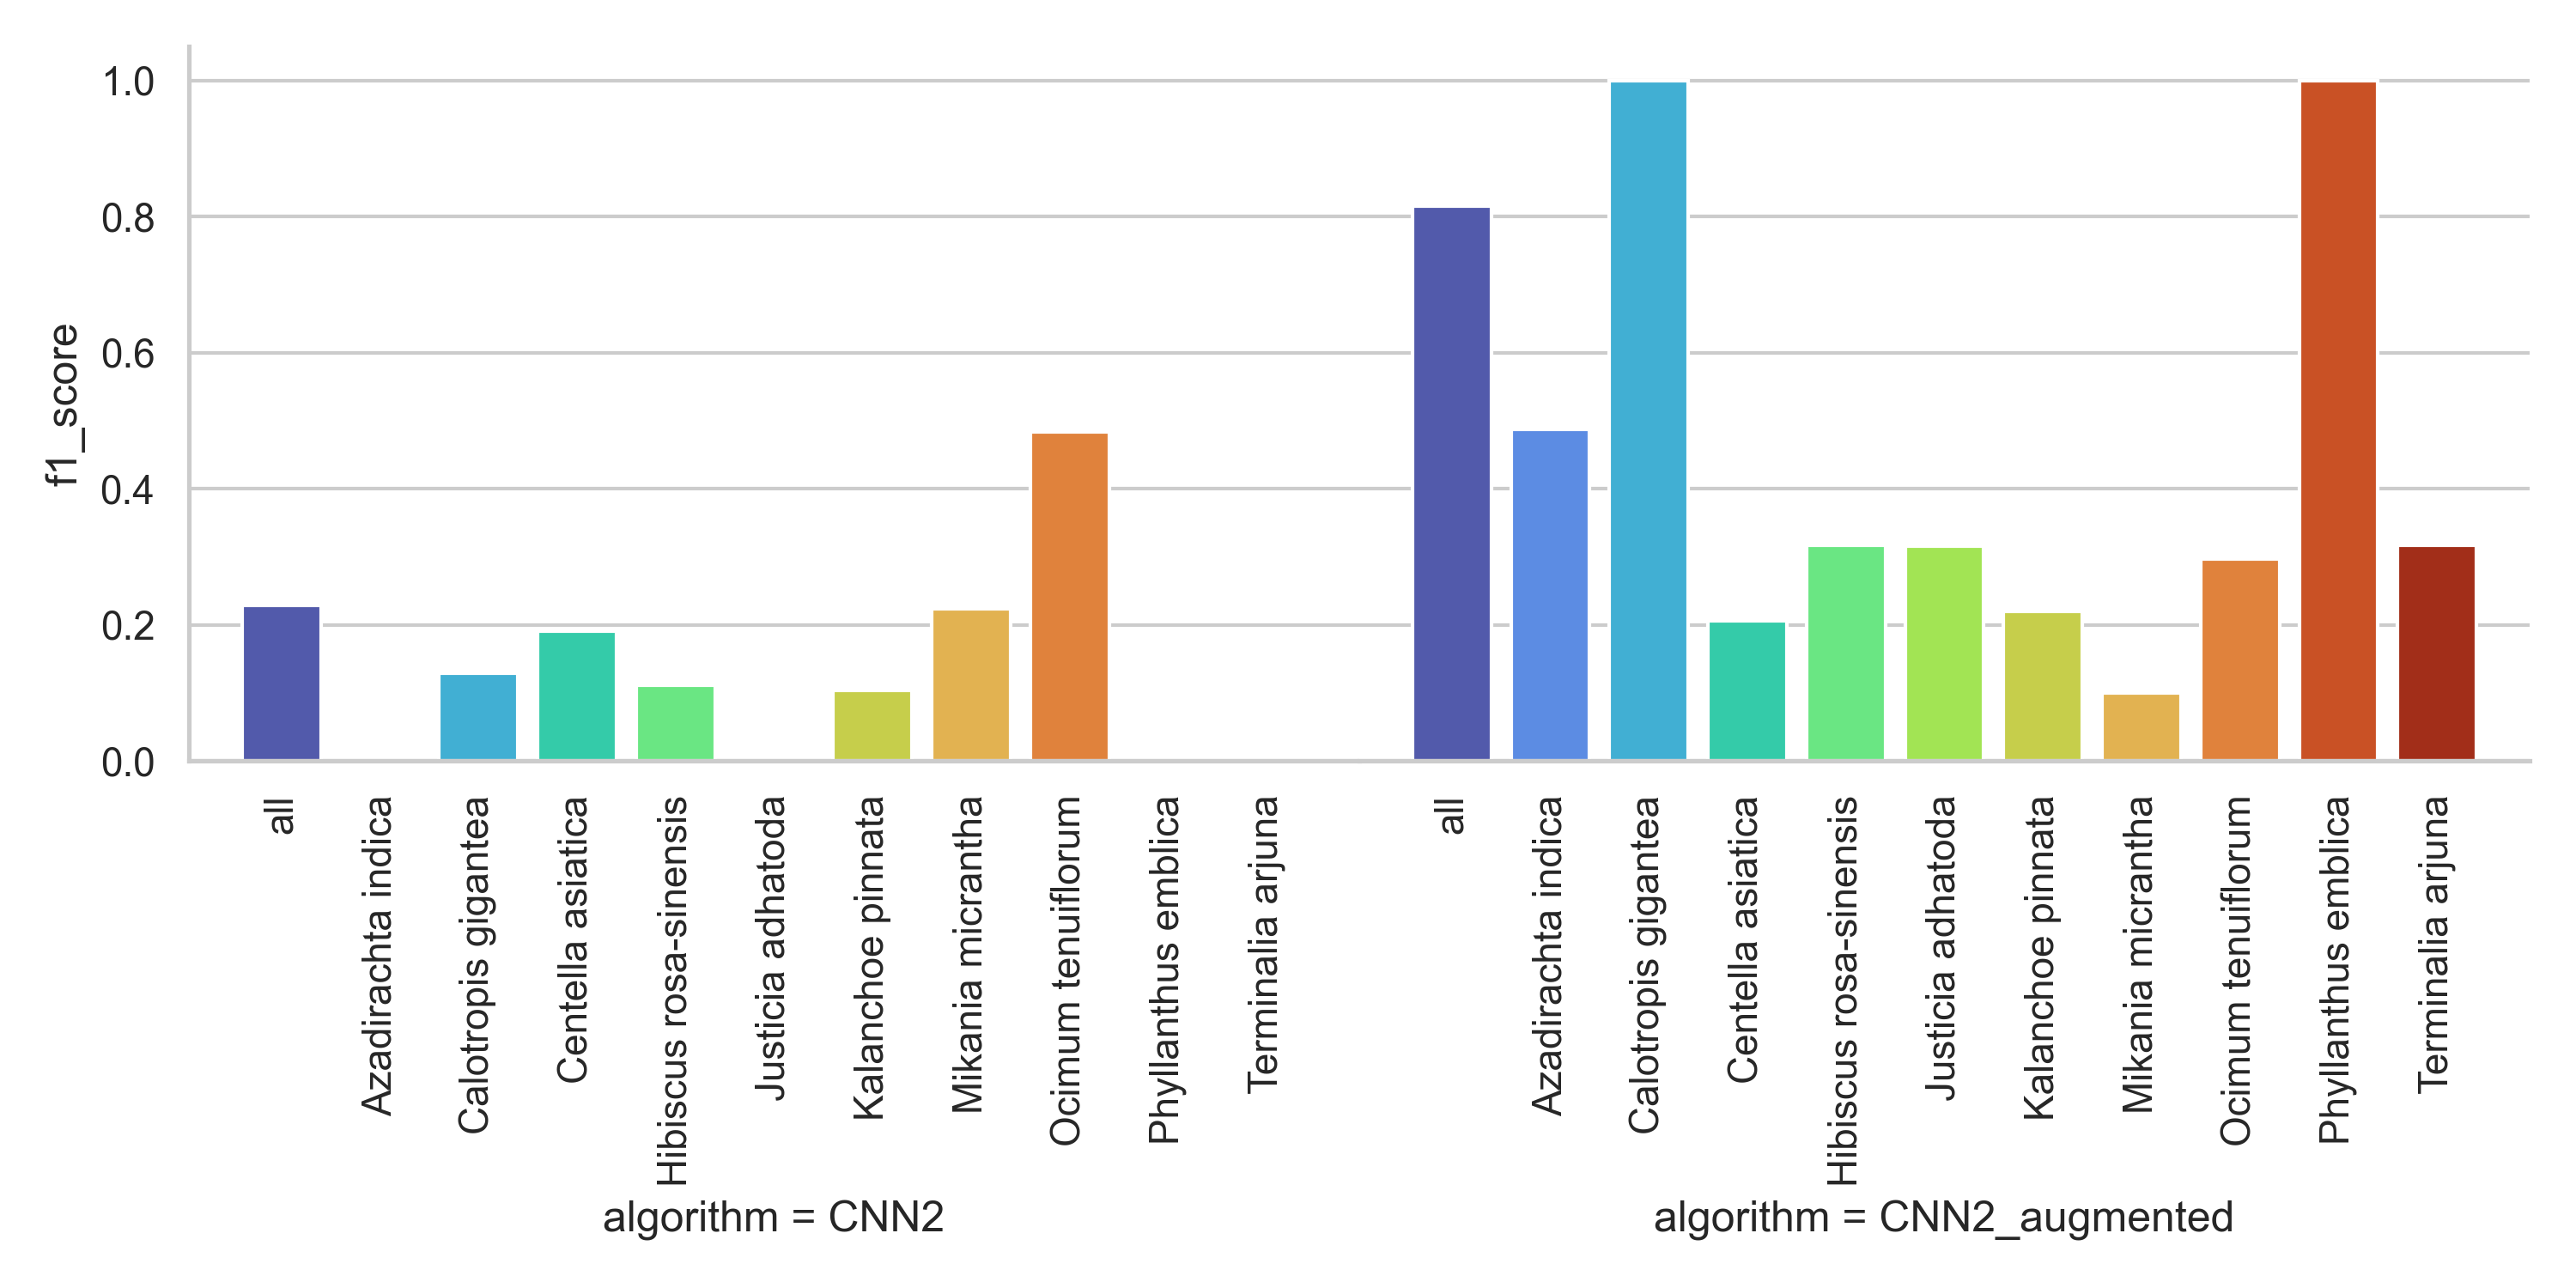 f1_score
1.0
0.8
0.6
0.4
0.2
0.0
all
Azadirachta indica
Calotropis gigantea
Centella asiatica
Hibiscus rosa-sinensis
Justicia adhatoda
Kalanchoe pinnata
Mikania micrantha
Ocimum tenuiflorum
Phyllanthus emblica
Terminalia arjuna
algorithm = CNN2
all
Azadirachta indica
Calotropis gigantea
Centella asiatica
Hibiscus rosa-sinensis
Justicia adhatoda
Kalanchoe pinnata
Mikania micrantha
Ocimum tenuiflorum
Phyllanthus emblica
Terminalia arjuna
algorithm = CNN2_augmented